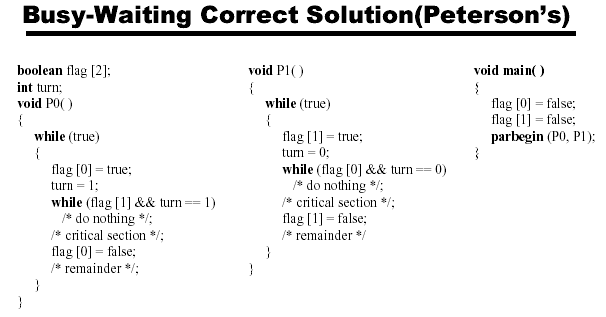 Busy-Waiting Correct Solution(Peterson's)
boolean flag [2];
int turn;
void P0( )
{
while (true)
{
flag [0] = true;
turn = 1;
while (flag [1] && turn == 1)
/* do nothing */;
/* critical section */;
flag [0] = false;
/* remainder */;
}
}
void P1( )
{
while (true)
{
flag [1] = true;
turn = 0;
while (flag [0] && turn == 0)
/* do nothing */;
/* critical section */;
flag [1] = false;
/* remainder */
}
}
void main( )
}
flag [0] = false;
flag [1] = false;
parbegin (P0, P1);
}